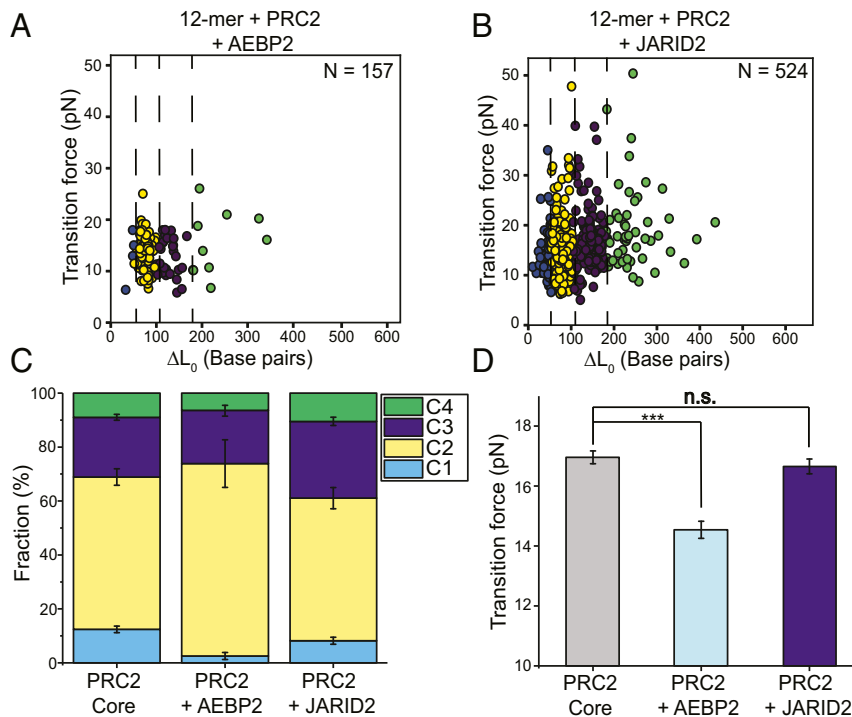 A
12-mer + PRC2
+ AEBP2
N = 157
50
40
30
20
10
0
Transition force (pN)
0 100 200 300 400 500 600
ΔL₀ (Base pairs)
B
12-mer + PRC2
+ JARID2
N = 524
50
40
30
20
10
0
Transition force (pN)
0 100 200 300 400 500 600
ΔL₀ (Base pairs)
C
100
80
60
40
20
0
Fraction (%)
C4
C3
C2
C1
PRC2
Core
PRC2
+ AEBP2
PRC2
+ JARID2
D
n.s.
***
18
16
14
12
10
Transition force (pN)
PRC2
Core
PRC2
+ AEBP2
PRC2
+ JARID2